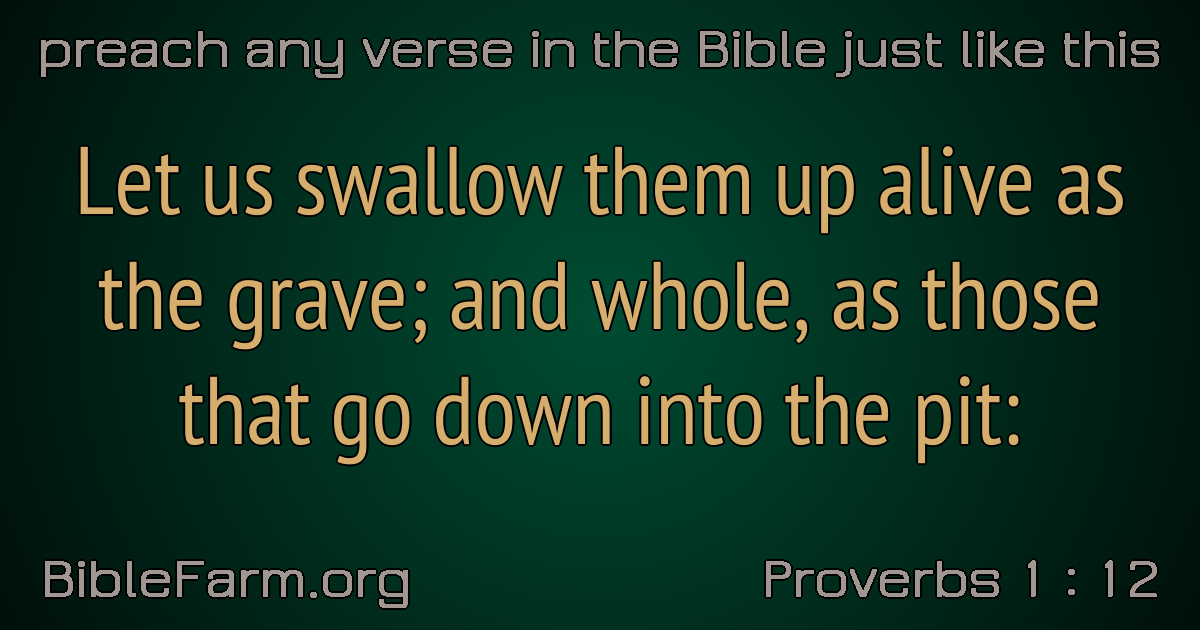 preach any verse in the Bible just like this
Let us swallow them up alive as
the grave; and whole, as those
that go down into the pit:
BibleFarm.org
Proverbs 1 : 12